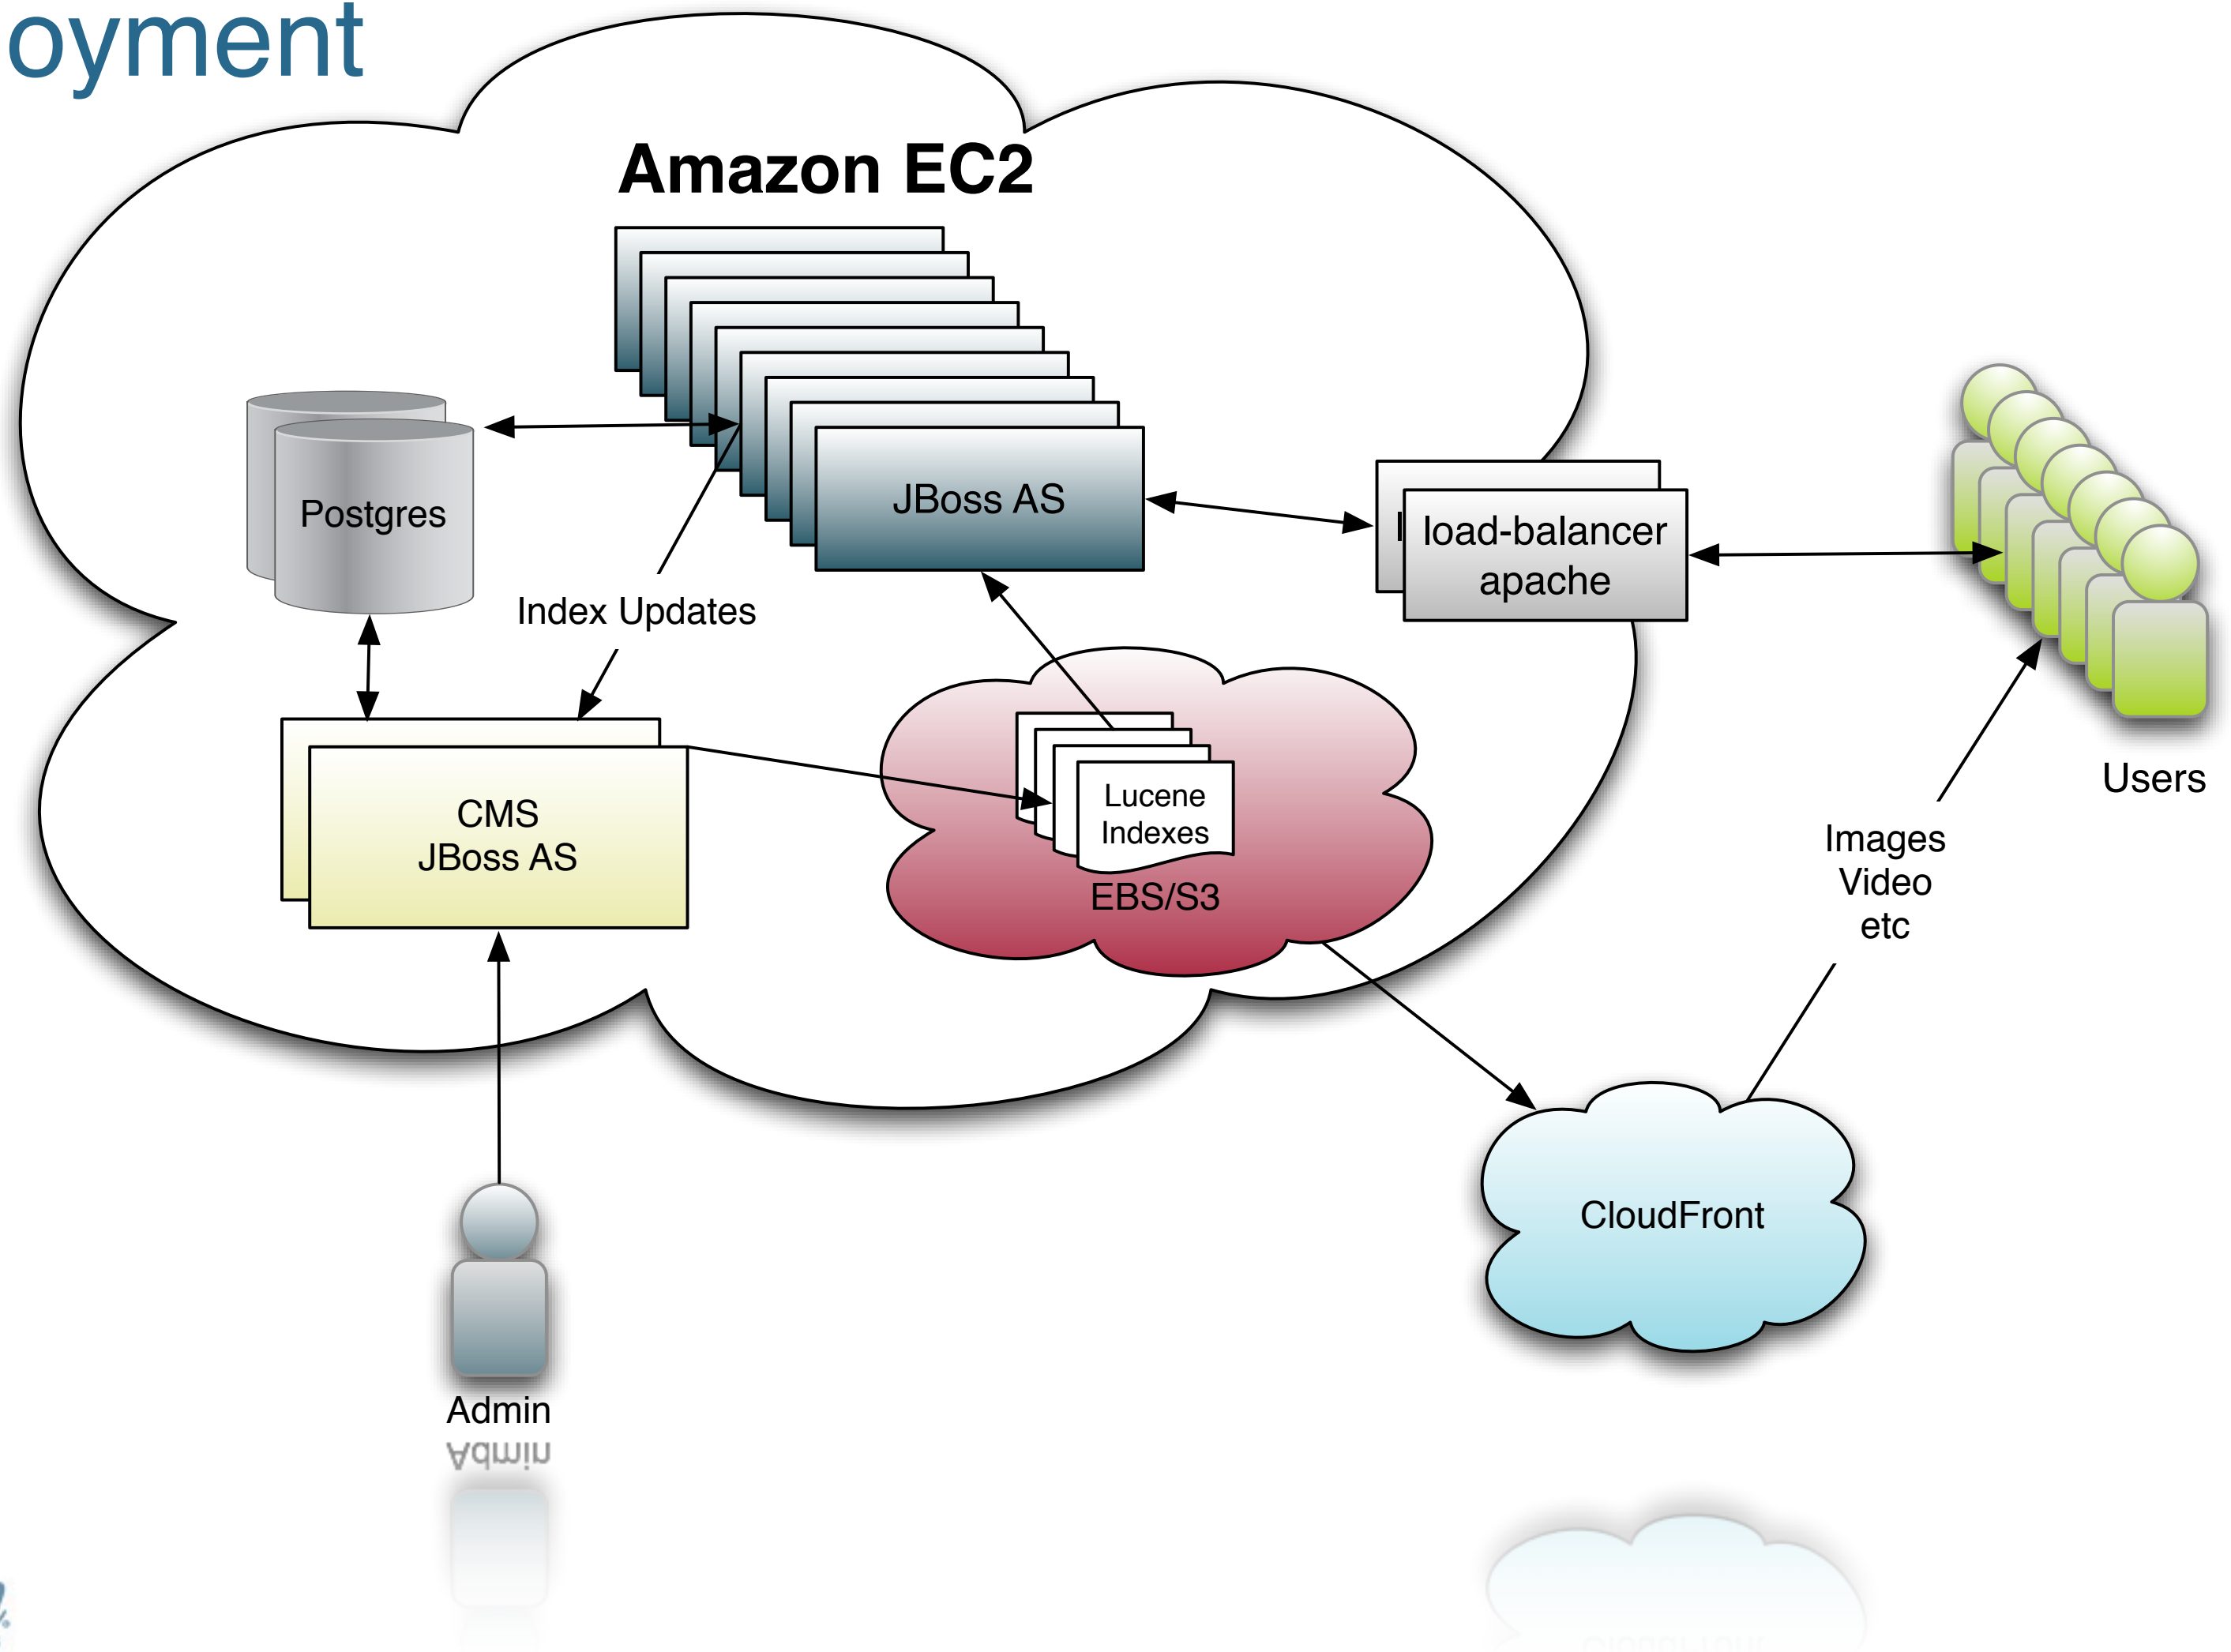 oyment
Amazon EC2
JBoss AS
Postgres
load-balancer
apache
Index Updates
Users
Lucene
Indexes
CMS
JBoss AS
EBS/S3
Images
Video
etc
CloudFront
Admin
Admin
CloudFront